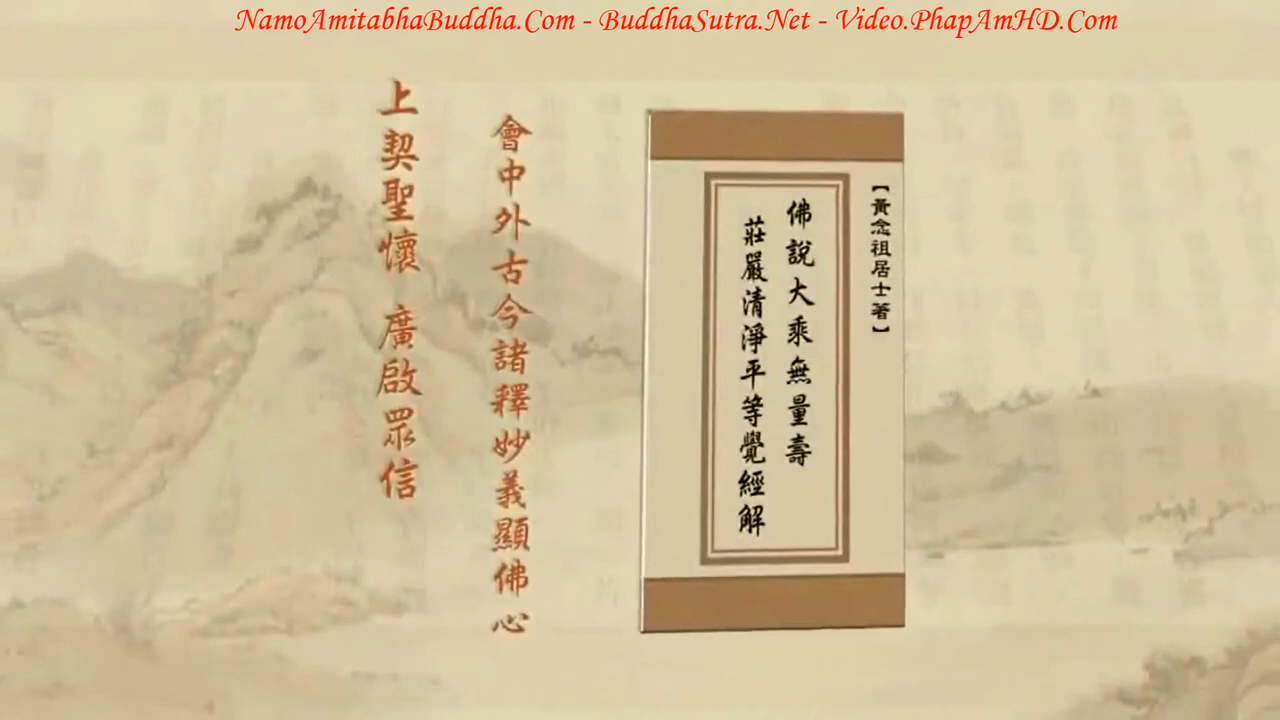 NamoAmitabhaBuddha.Com - BuddhaSutra.Net - Video.PhapAmHD.Com
【黃念祖居士著】
佛說大乘無量壽
莊嚴清淨平等覺經解
會中外古今諸釋妙義顯佛心
上契聖懷 廣啟眾信